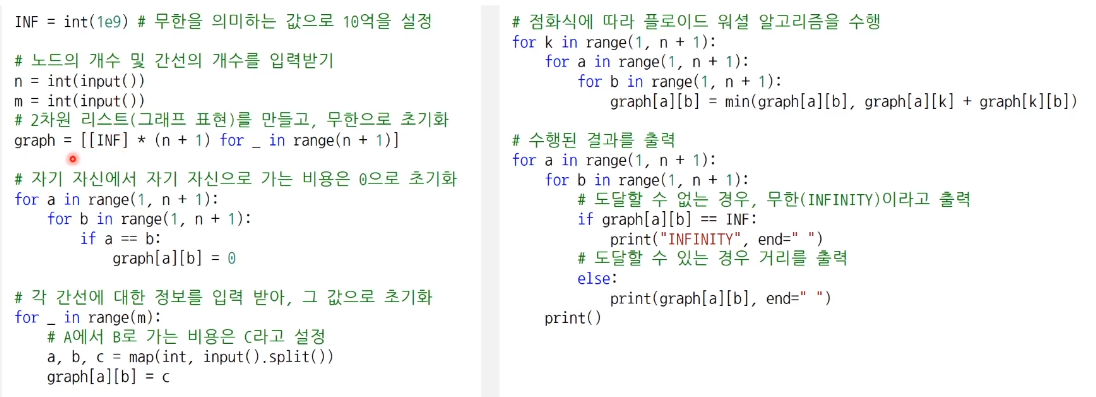 INF = int(1e9) # 무한을 의미하는 값으로 10억을 설정
# 노드의 개수 및 간선의 개수를 입력받기
n = int(input())
m = int(input())
# 2차원 리스트(그래프 표현)를 만들고, 무한으로 초기화
graph = [[INF] * (n + 1) for _ in range(n + 1)]
# 자기 자신에서 자기 자신으로 가는 비용은 0으로 초기화
for a in range(1, n + 1):
    for b in range(1, n + 1):
        if a == b:
            graph[a][b] = 0
# 각 간선에 대한 정보를 입력 받아, 그 값으로 초기화
for _ in range(m):
    # A에서 B로 가는 비용은 C라고 설정
    a, b, c = map(int, input().split())
    graph[a][b] = c
# 점화식에 따라 플로이드 워셜 알고리즘을 수행
for k in range(1, n + 1):
    for a in range(1, n + 1):
        for b in range(1, n + 1):
            graph[a][b] = min(graph[a][b], graph[a][k] + graph[k][b])
# 수행된 결과를 출력
for a in range(1, n + 1):
    for b in range(1, n + 1):
        # 도달할 수 없는 경우, 무한(INFINITY)이라고 출력
        if graph[a][b] == INF:
            print("INFINITY", end=" ")
        # 도달할 수 있는 경우 거리를 출력
        else:
            print(graph[a][b], end=" ")
    print()